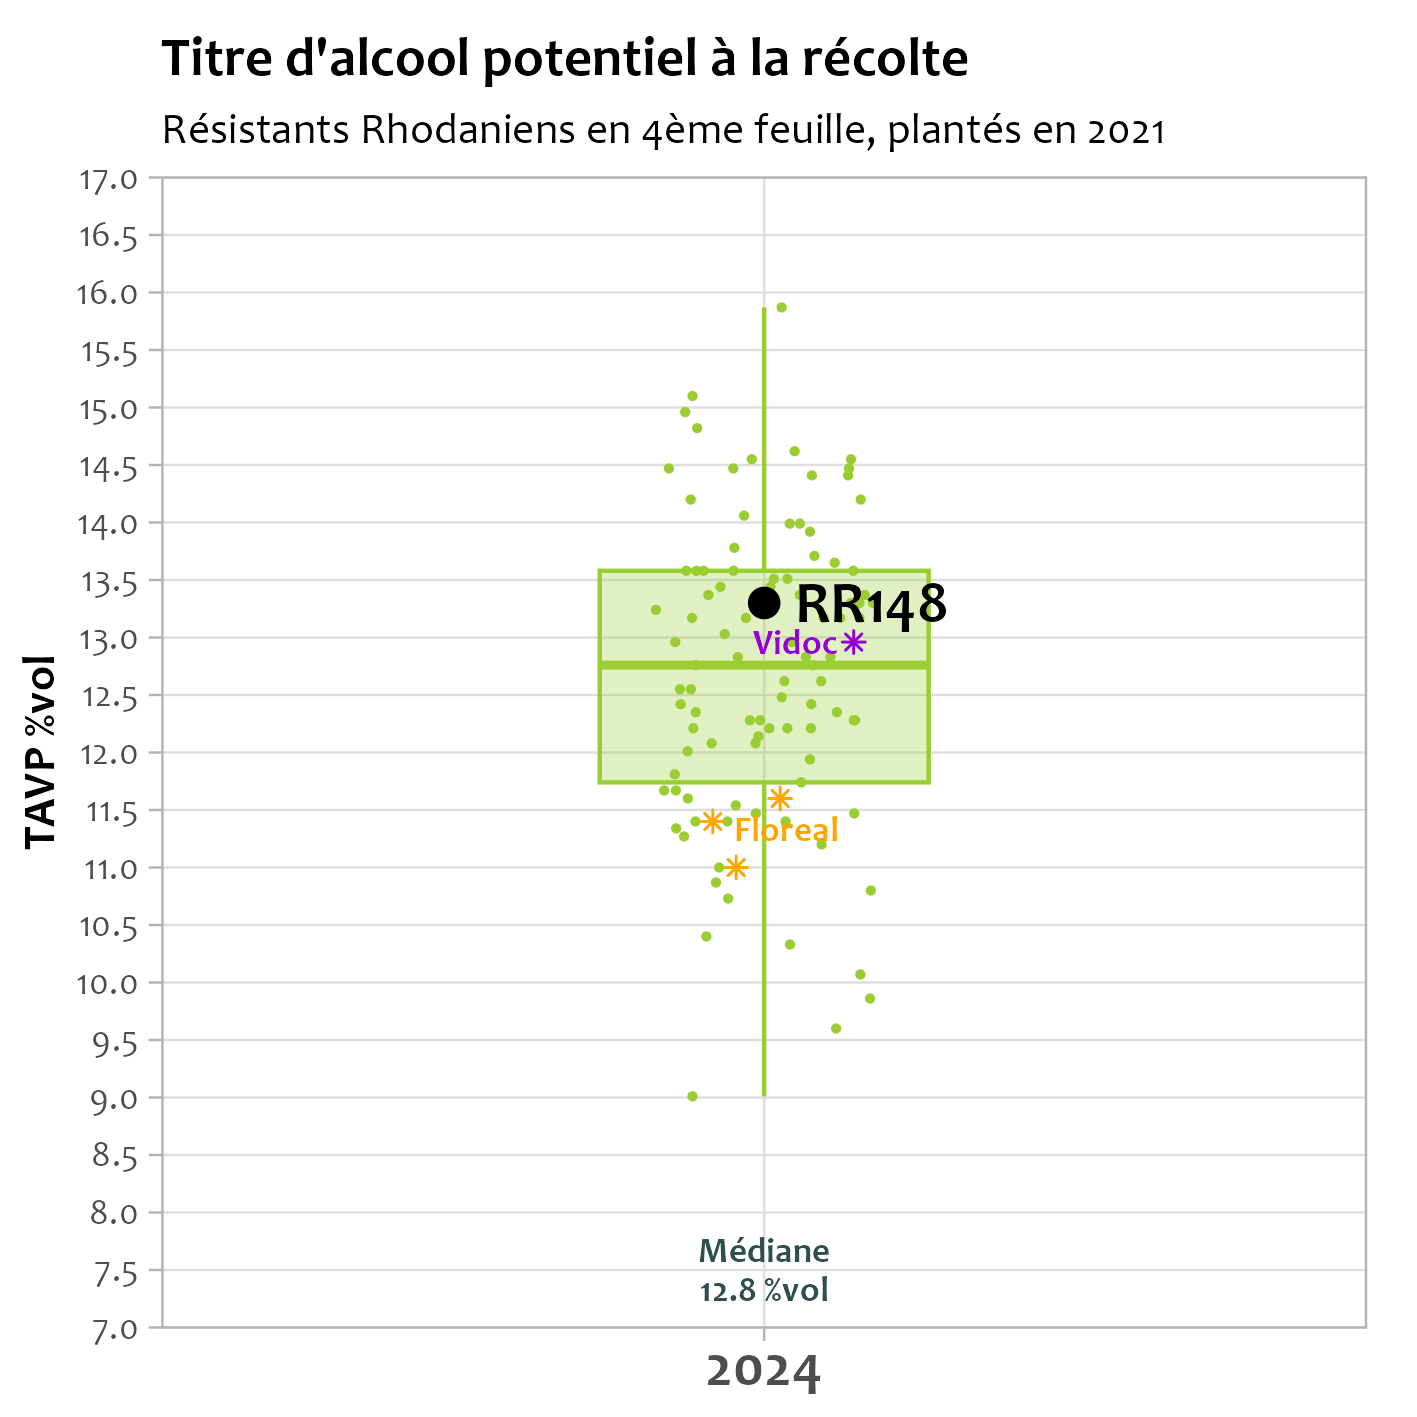 Titre d'alcool potentiel à la récolte
Résistants Rhodaniens en 4ème feuille, plantés en 2021
TAVP %vol
17.0
16.5
16.0
15.5
15.0
14.5
14.0
13.5
13.0
12.5
12.0
11.5
11.0
10.5
10.0
9.5
9.0
8.5
8.0
7.5
7.0
RR148
Vidoc
Floreal
Médiane
12.8 %vol
2024